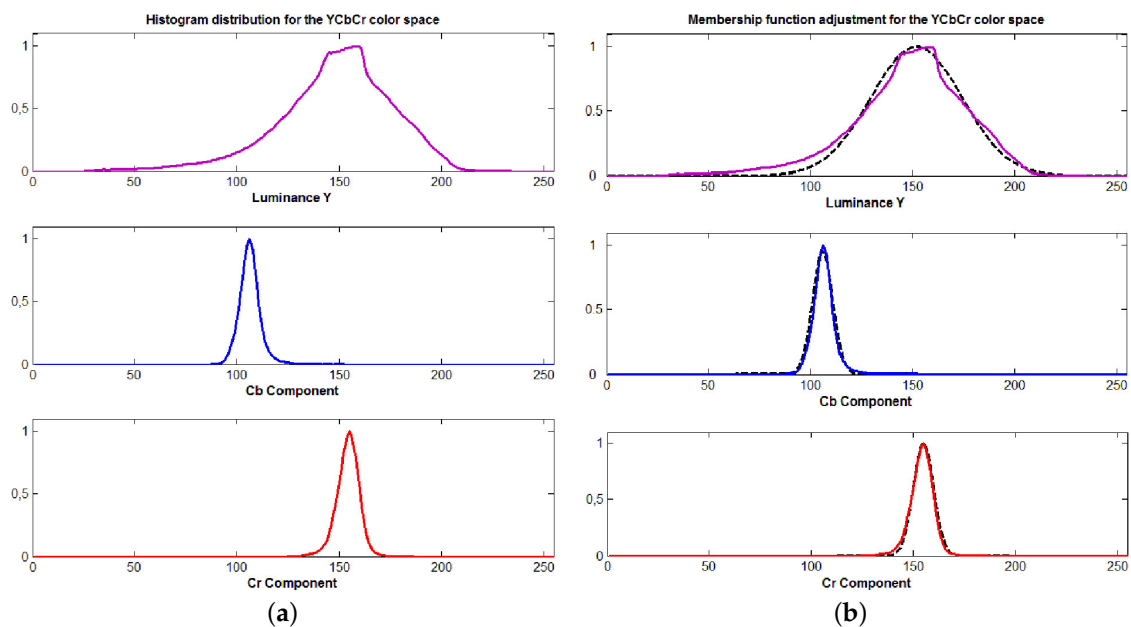 Histogram distribution for the YCbCr color space
1
0,5
0
0 50 100 150 200 250
Luminance Y
1
0,5
0
0 50 100 150 200 250
Cb Component
1
0,5
0
0 50 100 150 200 250
Cr Component
(a)
Membership function adjustment for the YCbCr color space
1
0,5
0
0 50 100 150 200 250
Luminance Y
1
0,5
0
0 50 100 150 200 250
Cb Component
1
0,5
0
0 50 100 150 200 250
Cr Component
(b)